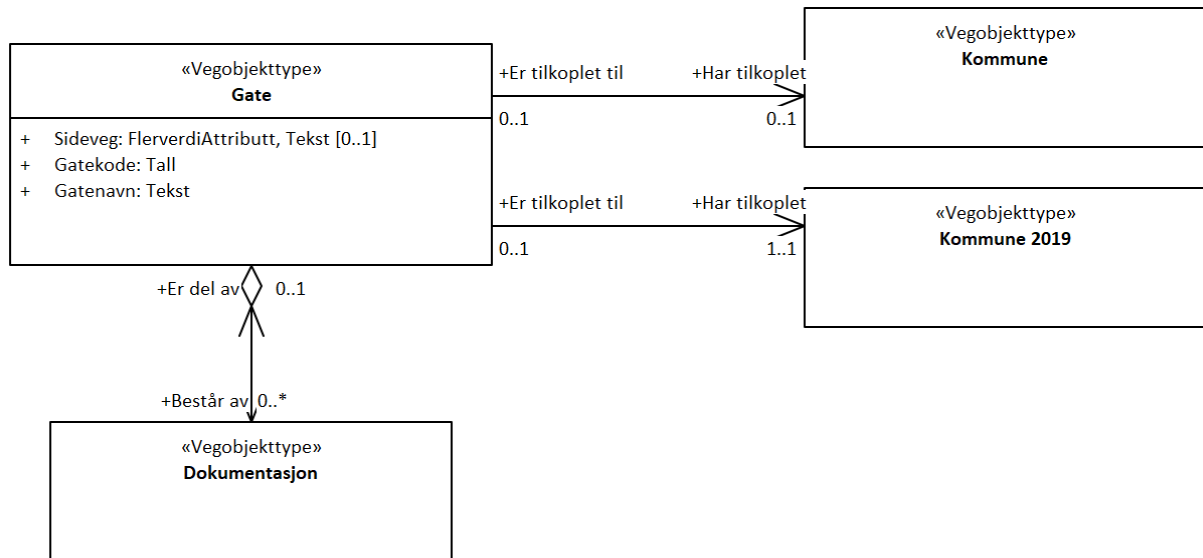 «Vegobjekttype»
Gate
+ Sideveg: FlerverdiAttributt, Tekst [0..1]
+ Gatekode: Tall
+ Gatenavn: Tekst
+Er tilkoplet til
+Har tilkoplet
0..1
0..1
«Vegobjekttype»
Kommune
+Er tilkoplet til
+Har tilkoplet
0..1
1..1
«Vegobjekttype»
Kommune 2019
+Er del av
0..1
+Består av
0..*
«Vegobjekttype»
Dokumentasjon